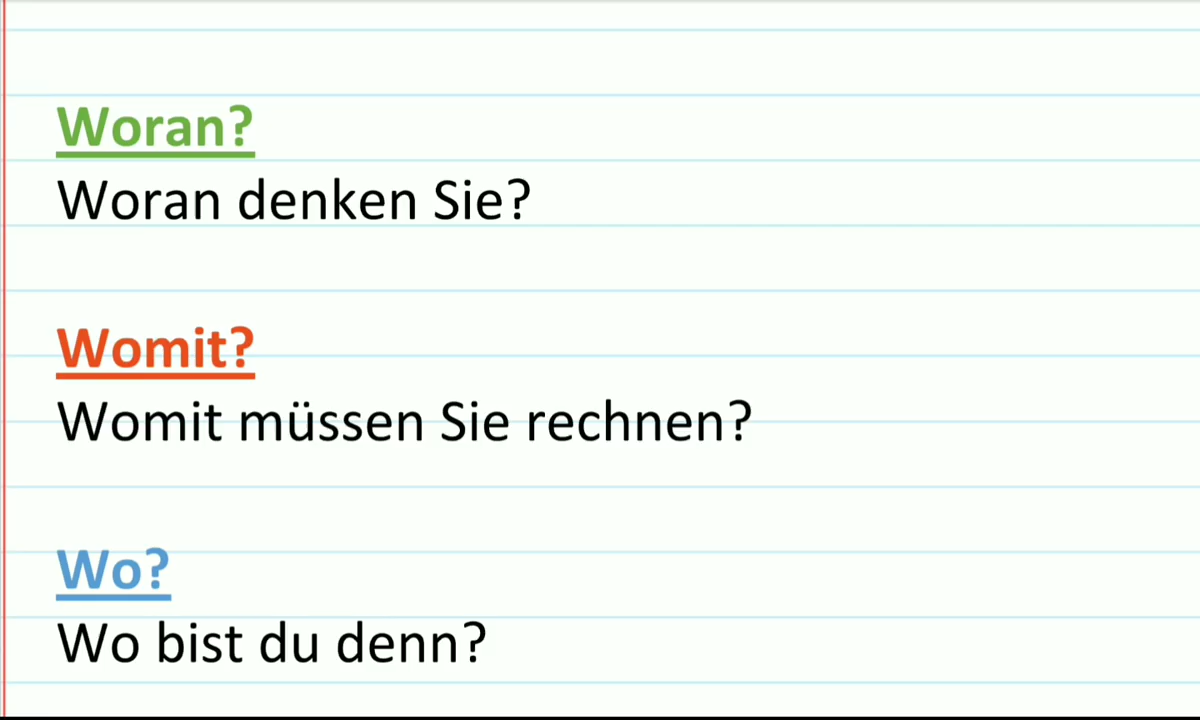 Woran?
Woran denken Sie?
Womit?
Womit müssen Sie rechnen?
Wo?
Wo bist du denn?